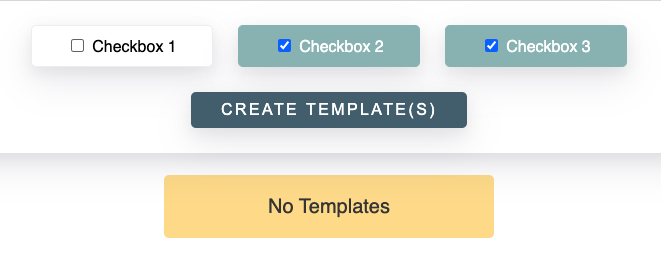 Checkbox 1 Checkbox 2 Checkbox 3
CREATE TEMPLATE(S)
No Templates